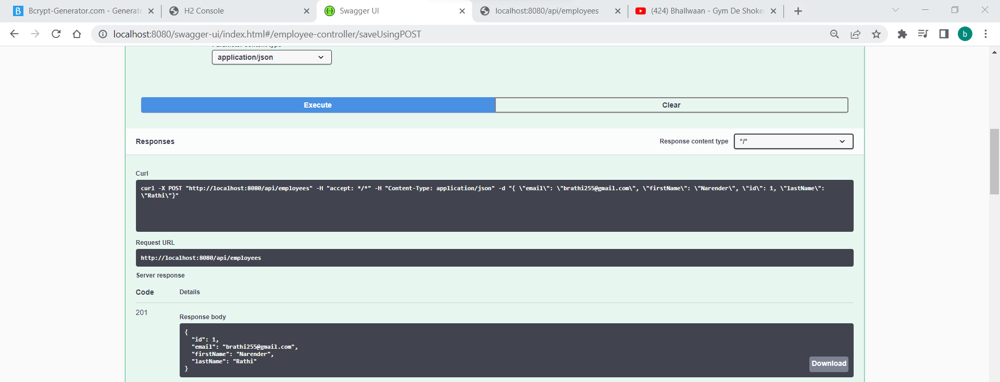 Bcrypt-Generator.com - Generate
H2 Console
Swagger UI
localhost:8080/api/employees
(424) Bhallwaan - Gym De Shoke
localhost:8080/swagger-ui/index.html#/employee-controller/saveUsingPOST
b
Parameter content type
application/json
Execute
Clear
Responses
Response content type
*/*
Curl
curl -X POST "http://localhost:8080/api/employees" -H "accept: */*" -H "Content-Type: application/json" -d "{ \"email\": \"brathi255@gmail.com\", \"firstName\": \"Narender\", \"id\": 1, \"lastName\":
\"Rathi\"}"
Request URL
http://localhost:8080/api/employees
Server response
Code
Details
201
Response body
{
"id": 1,
"email": "brathi255@gmail.com",
"firstName": "Narender",
"lastName": "Rathi"
}
Download